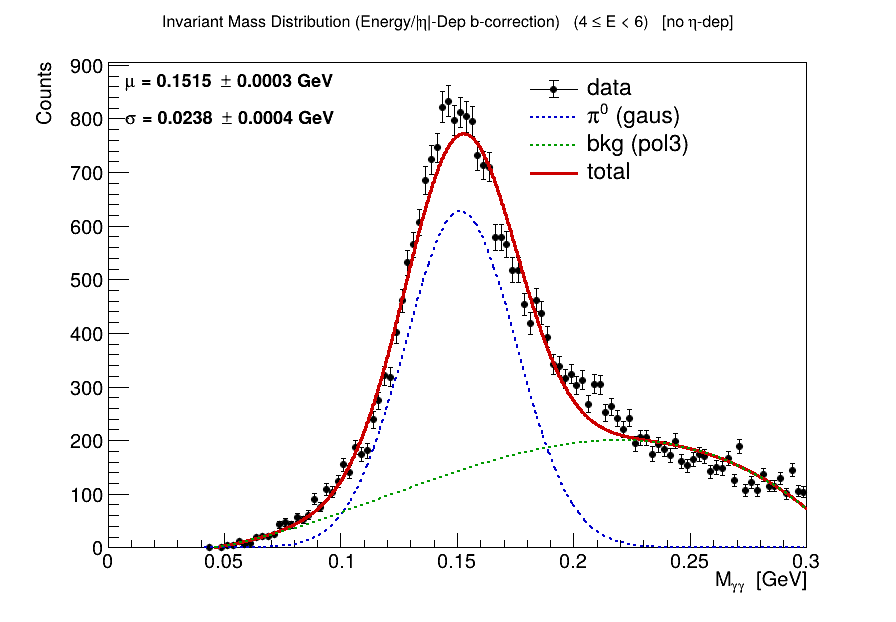 Invariant Mass Distribution (Energy/|η|-Dep b-correction) (4 ≤ E < 6) [no η-dep]
Counts
900
800
700
600
500
400
300
200
100
0
μ = 0.1515 ± 0.0003 GeV
σ = 0.0238 ± 0.0004 GeV
data
π⁰ (gaus)
bkg (pol3)
total
0 0.05 0.1 0.15 0.2 0.25 0.3
Mγγ [GeV]